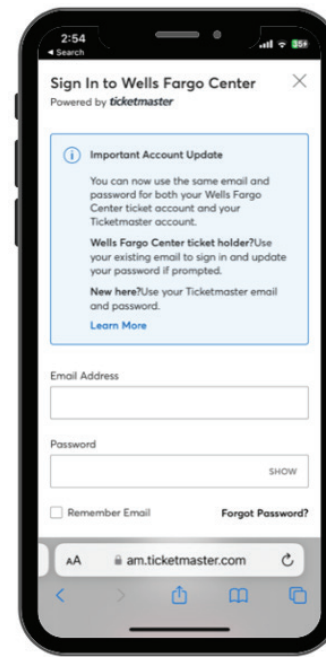 2:54
35+
◄ Search
Sign In to Wells Fargo Center
Powered by ticketmaster
Important Account Update
You can now use the same email and
password for both your Wells Fargo
Center ticket account and your
Ticketmaster account.
Wells Fargo Center ticket holder?Use
your existing email to sign in and update
your password if prompted.
New here?Use your Ticketmaster email
and password.
Learn More
Email Address
Password
SHOW
Remember Email Forgot Password?
AA am.ticketmaster.com